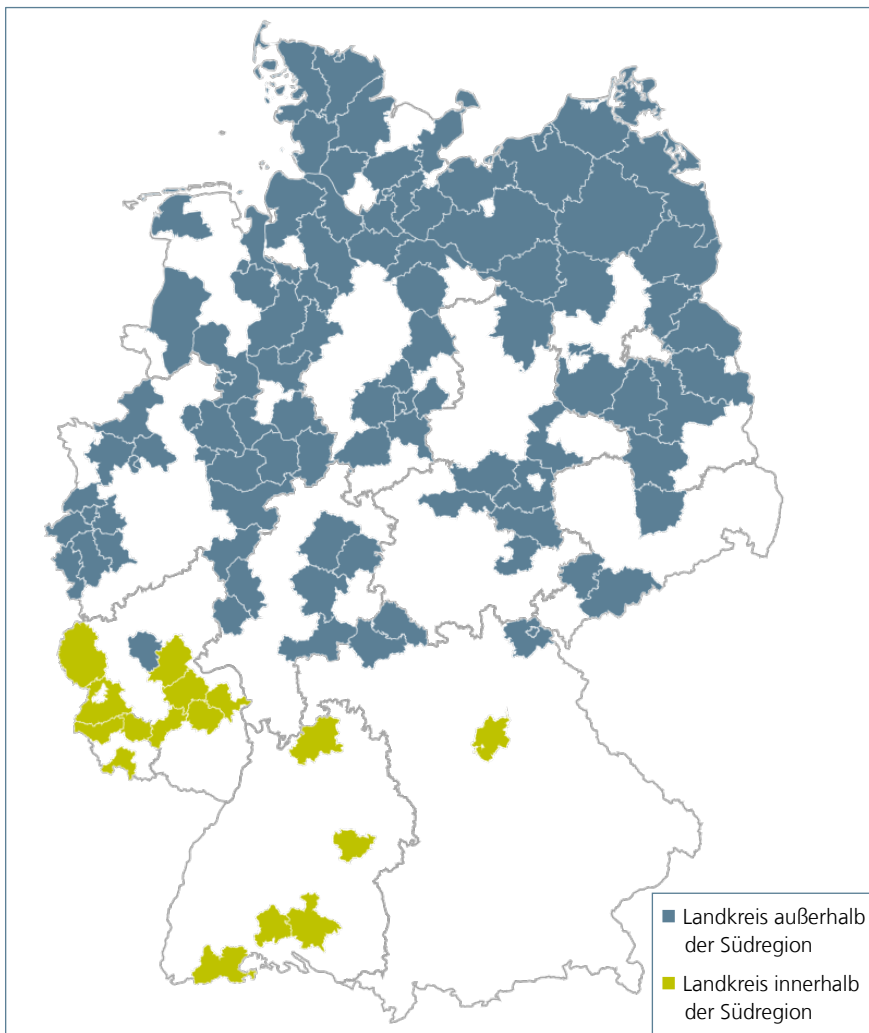 Landkreis außerhalb
der Südregion
Landkreis innerhalb
der Südregion